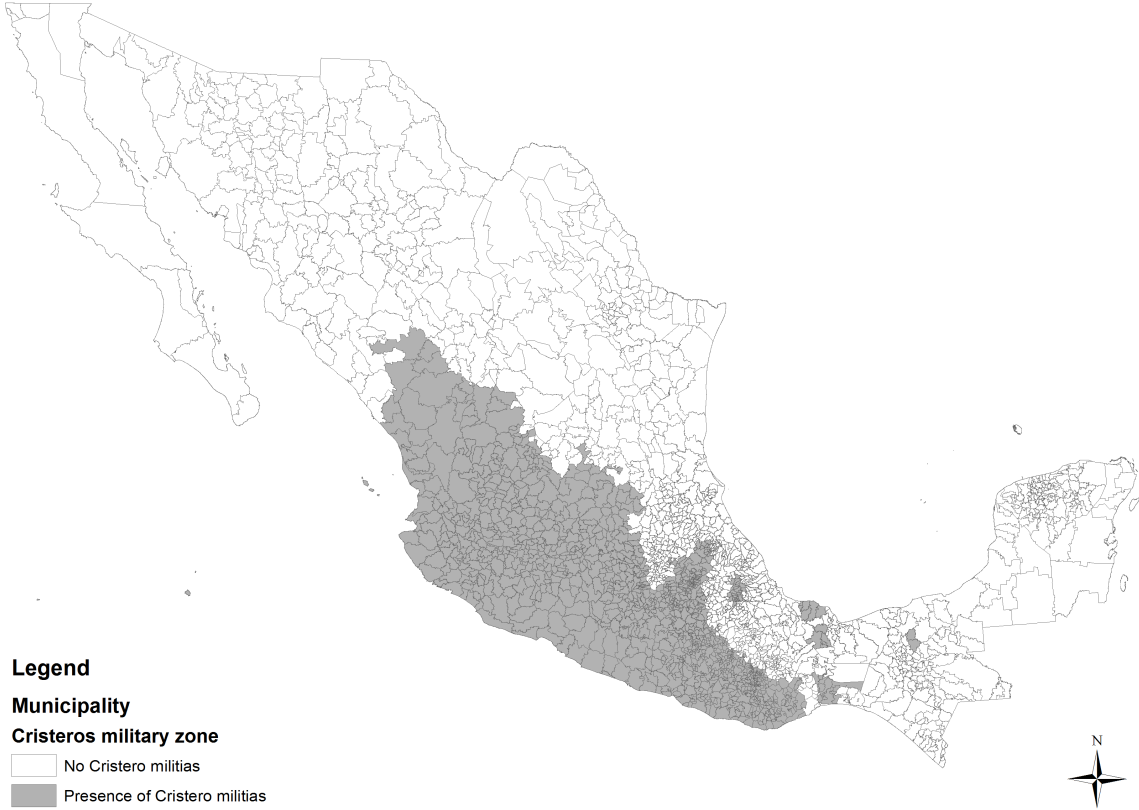 Legend
Municipality
Cristeros military zone
No Cristero militias
Presence of Cristero militias
N